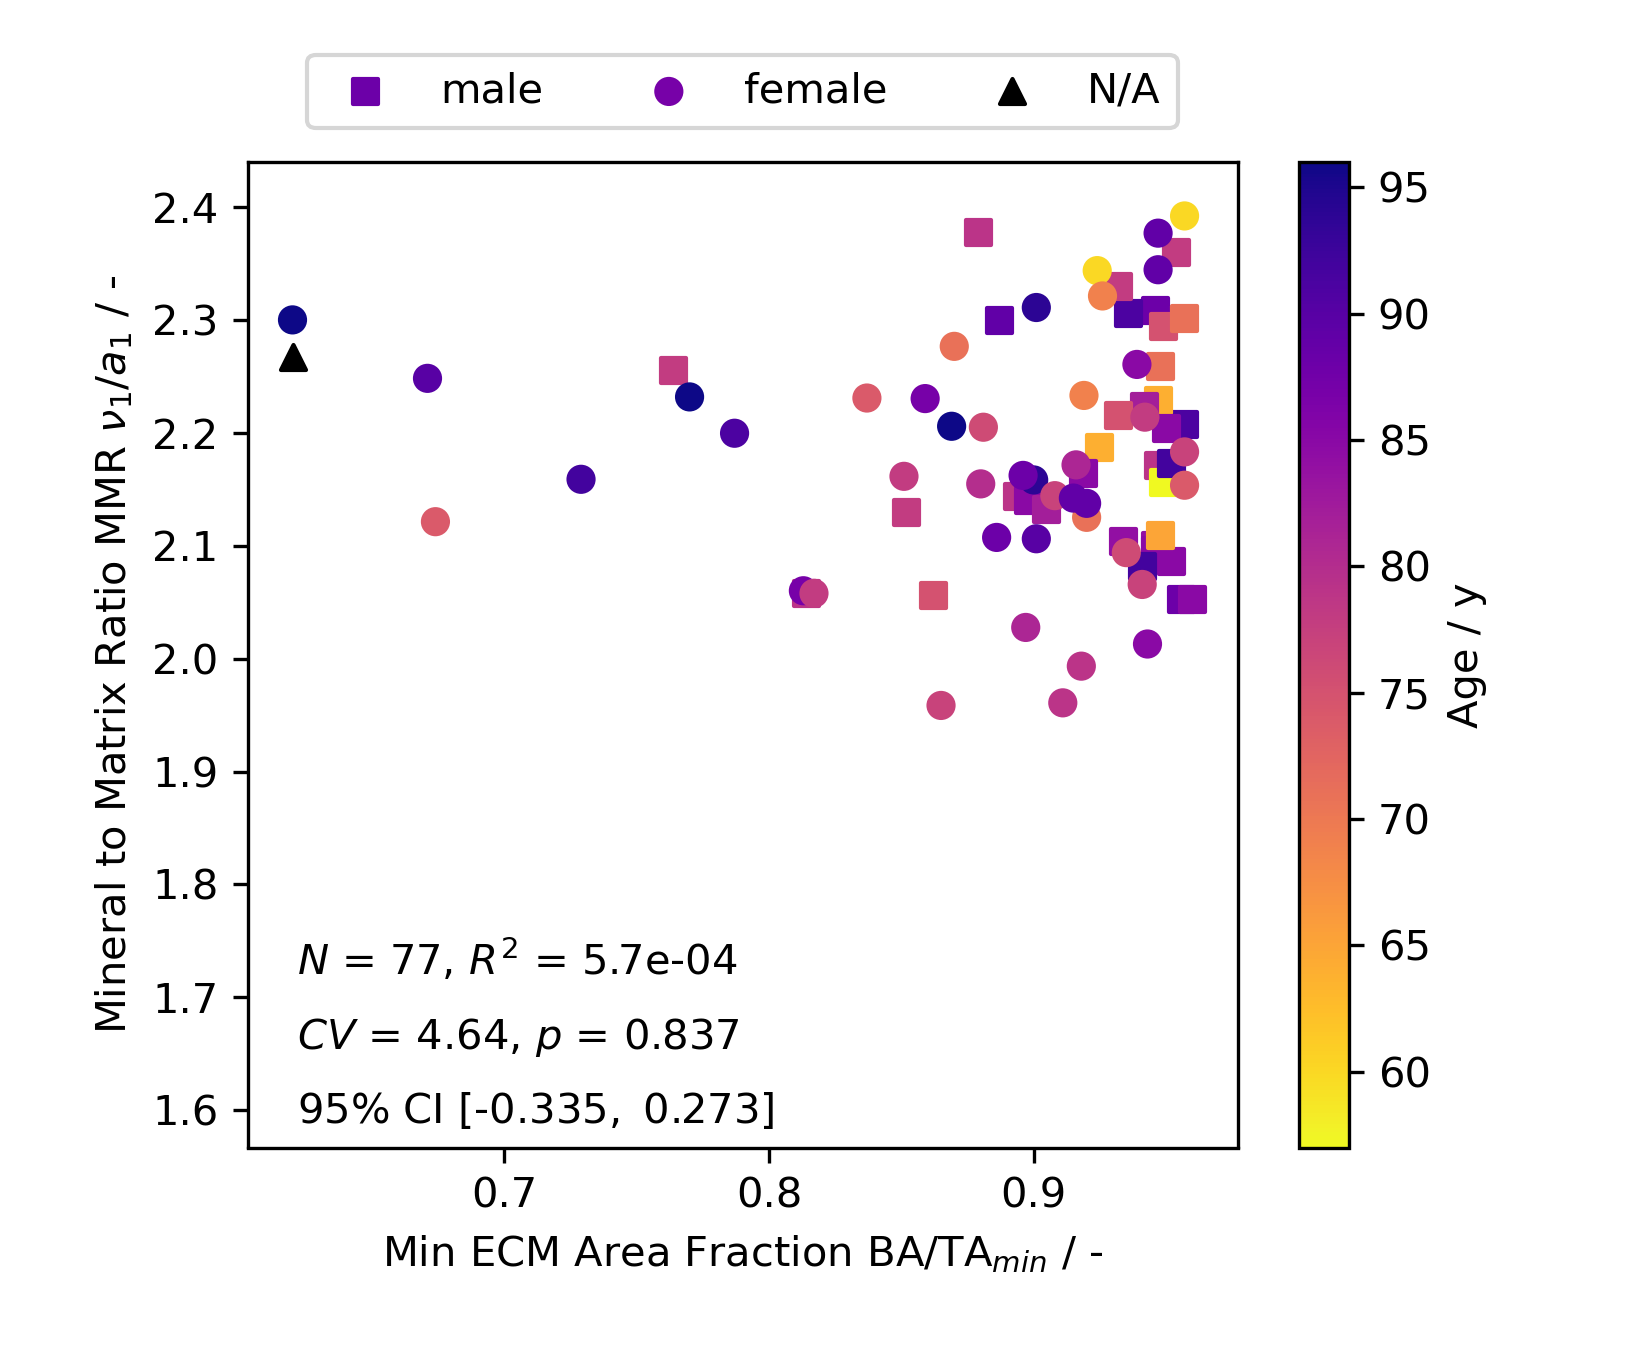 male female N/A
2.4
2.3
2.2
2.1
2.0
1.9
1.8
1.7
1.6
Mineral to Matrix Ratio MMR ν₁/a₁ / -
N = 77, R² = 5.7e-04
CV = 4.64, p = 0.837
95% CI [-0.335, 0.273]
0.7 0.8 0.9
Min ECM Area Fraction BA/TAₘᵢₙ / -
95
90
85
80
75
70
65
60
Age / y